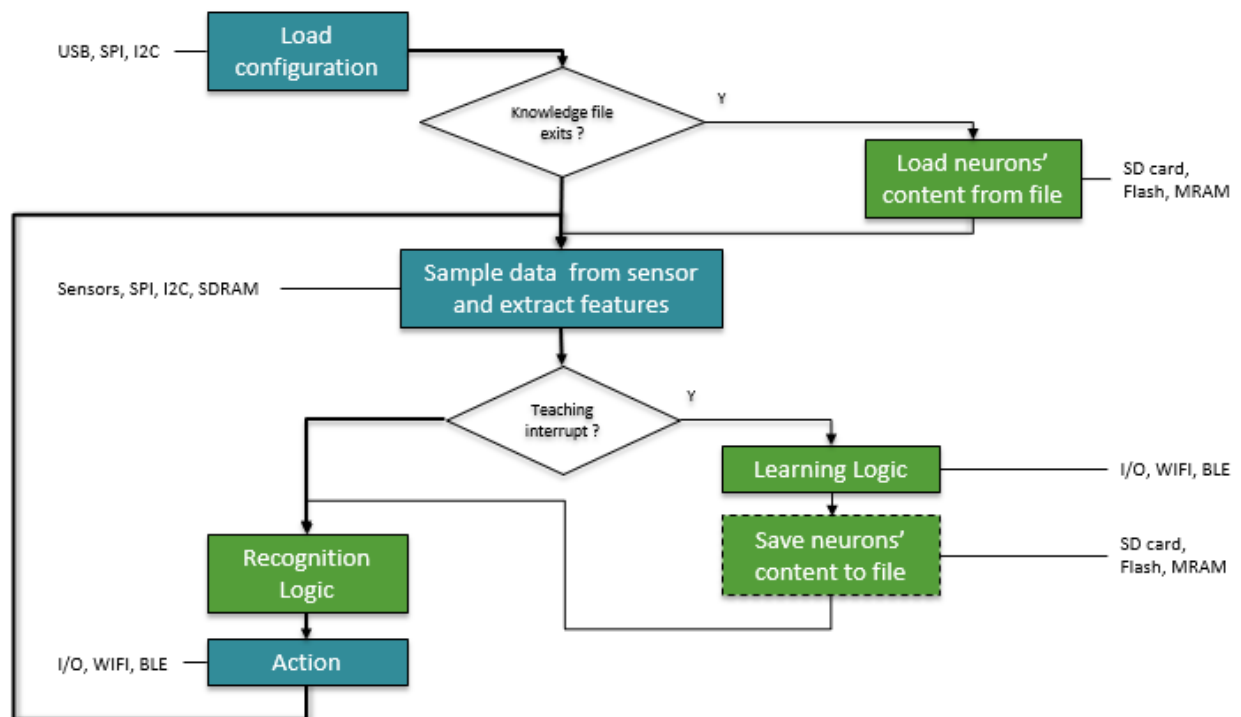 USB, SPI, I2C
Load
configuration
Knowledge file
exits ?
Y
Load neurons’
content from file
SD card,
Flash, MRAM
Sensors, SPI, I2C, SDRAM
Sample data from sensor
and extract features
Teaching
interrupt ?
Y
Learning Logic
I/O, WIFI, BLE
Save neurons’
content to file
SD card,
Flash, MRAM
Recognition
Logic
I/O, WIFI, BLE
Action